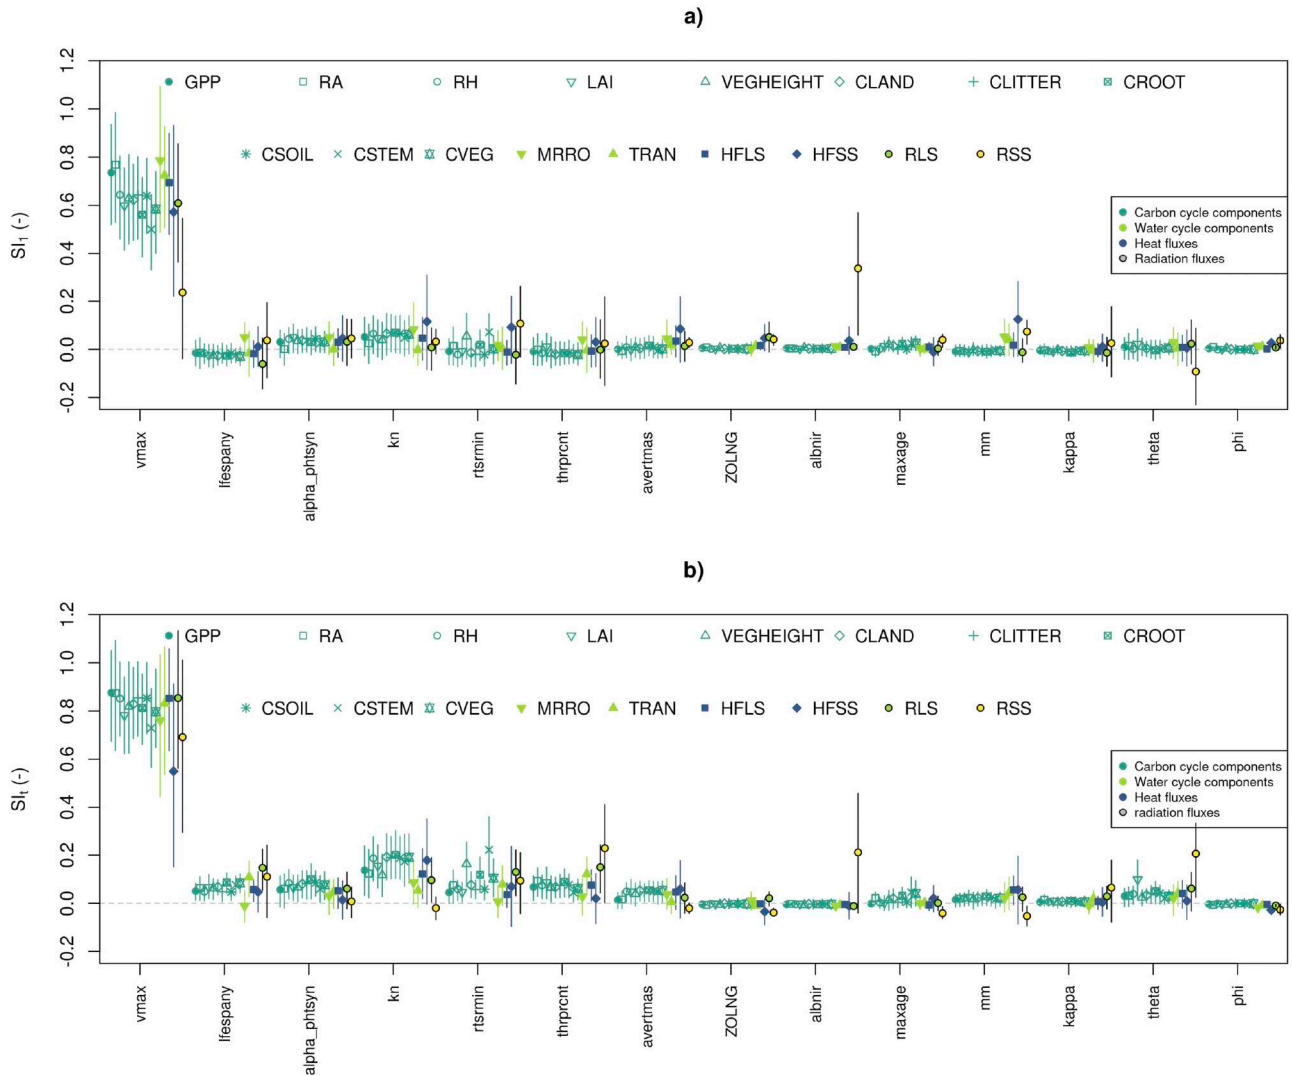 a)
1.2
1.0
0.8
0.6
0.4
0.2
0.0
-0.2
SI1 (-)
GPP RA RH LAI VEGHEIGHT CLAND CLITTER CROOT
CSOIL CSTEM CVEG MRRO TRAN HFLS HFSS RLS RSS
Carbon cycle components
Water cycle components
Heat fluxes
Radiation fluxes
vmax lfespany alpha_phtsyn kn rtsrmin thrprcnt avertmas ZOLNG albnir maxage mm kappa theta phi
b)
1.2
1.0
0.8
0.6
0.4
0.2
0.0
-0.2
SIt (-)
GPP RA RH LAI VEGHEIGHT CLAND CLITTER CROOT
CSOIL CSTEM CVEG MRRO TRAN HFLS HFSS RLS RSS
Carbon cycle components
Water cycle components
Heat fluxes
radiation fluxes
vmax lfespany alpha_phtsyn kn rtsrmin thrprcnt avertmas ZOLNG albnir maxage mm kappa theta phi